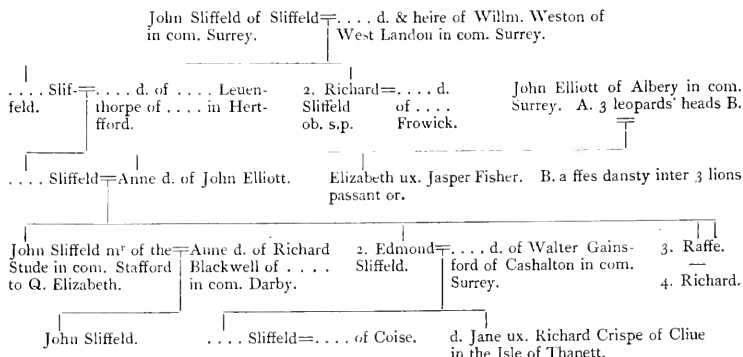 John Sliffeld of Sliffeld=. . . . d. & heire of Willm. Weston of
in com. Surrey. West Landon in com. Surrey.
. . . . Slif-=. . . . d. of . . . . Leuen-
feld. thorpe of . . . . in Hert-
fford.
2. Richard=. . . . d.
Sliffeld of . . . .
ob. s.p. Frowick.
John Elliott of Albery in com.
Surrey. A. 3 leopards' heads B.
. . . . Sliffeld=Anne d. of John Elliott.
Elizabeth ux. Jasper Fisher. B. a ffes dansty inter 3 lions
passant or.
John Sliffeld mr of the=Anne d. of Richard
Stude in com. Stafford Blackwell of . . . .
to Q. Elizabeth. in com. Darby.
2. Edmond=. . . . d. of Walter Gains-
Sliffeld. ford of Cashalton in com.
Surrey.
3. Raffe.
4. Richard.
John Sliffeld.
. . . . Sliffeld=. . . . of Coise.
d. Jane ux. Richard Crispe of Cliue
in the Isle of Thanett.